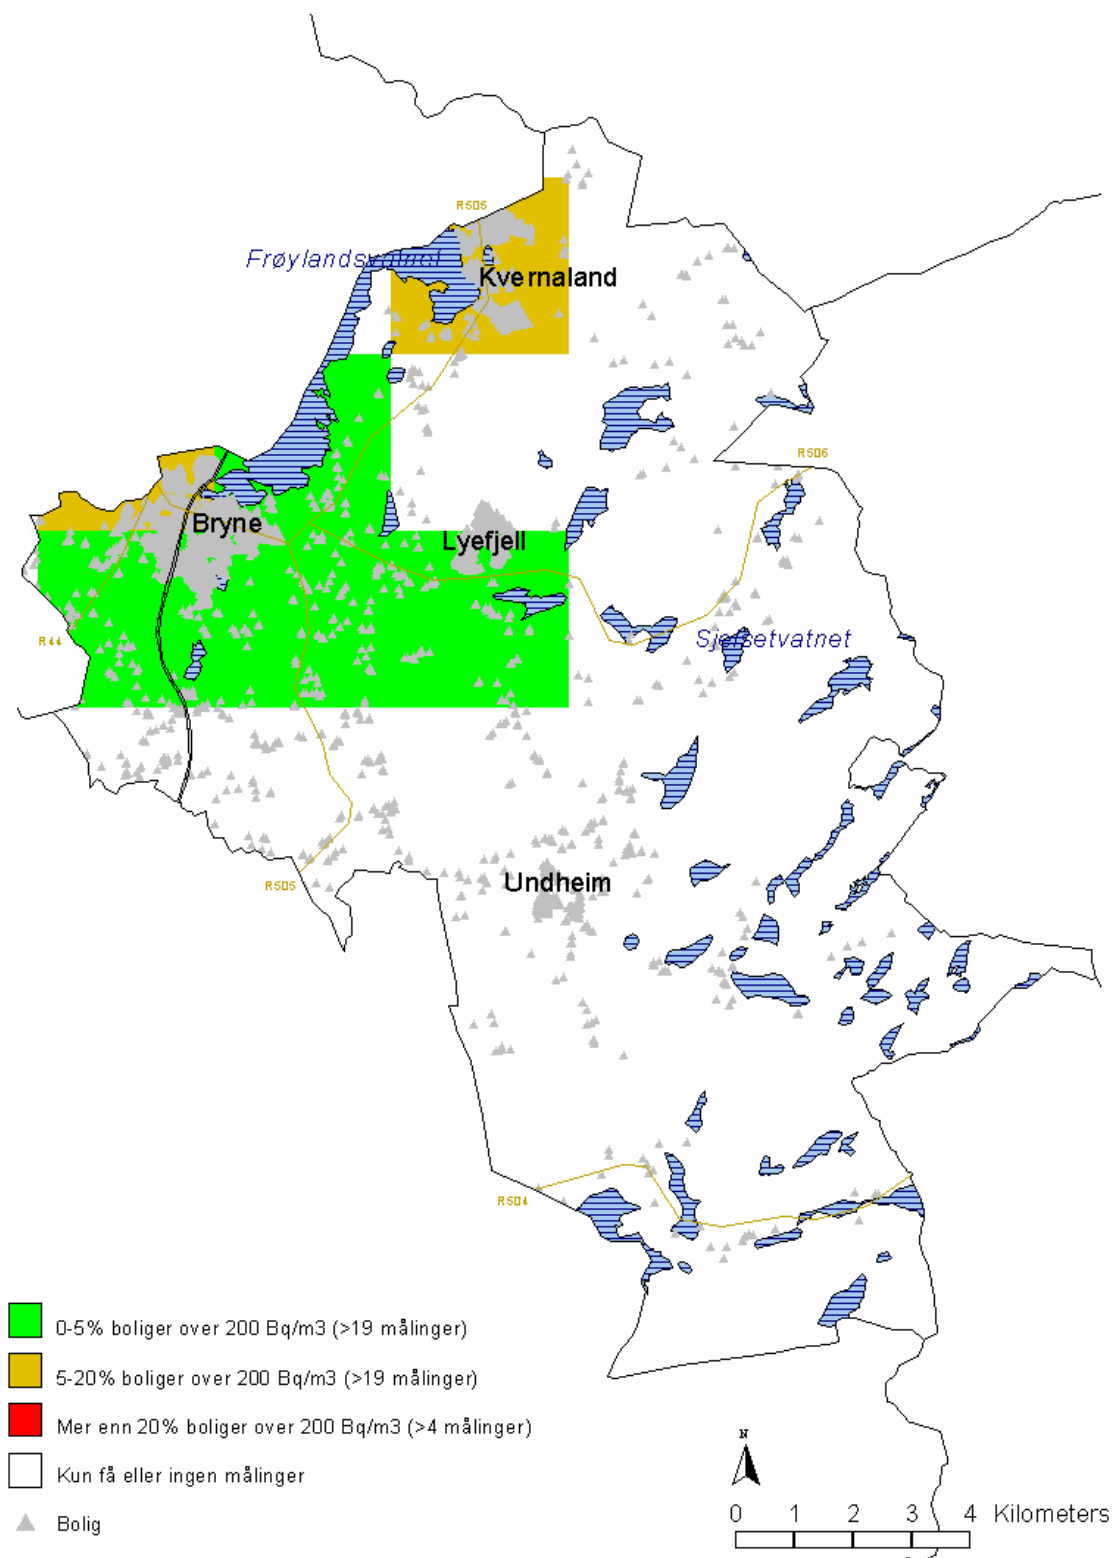 R505
Frøylandsvatnet
Kvernaland
R506
Bryne
Lyefjell
R44
Sjelsetvatnet
Undheim
R505
R504
0-5% boliger over 200 Bq/m3 (>19 målinger)
5-20% boliger over 200 Bq/m3 (>19 målinger)
Mer enn 20% boliger over 200 Bq/m3 (>4 målinger)
Kun få eller ingen målinger
Bolig
N
0 1 2 3 4 Kilometers